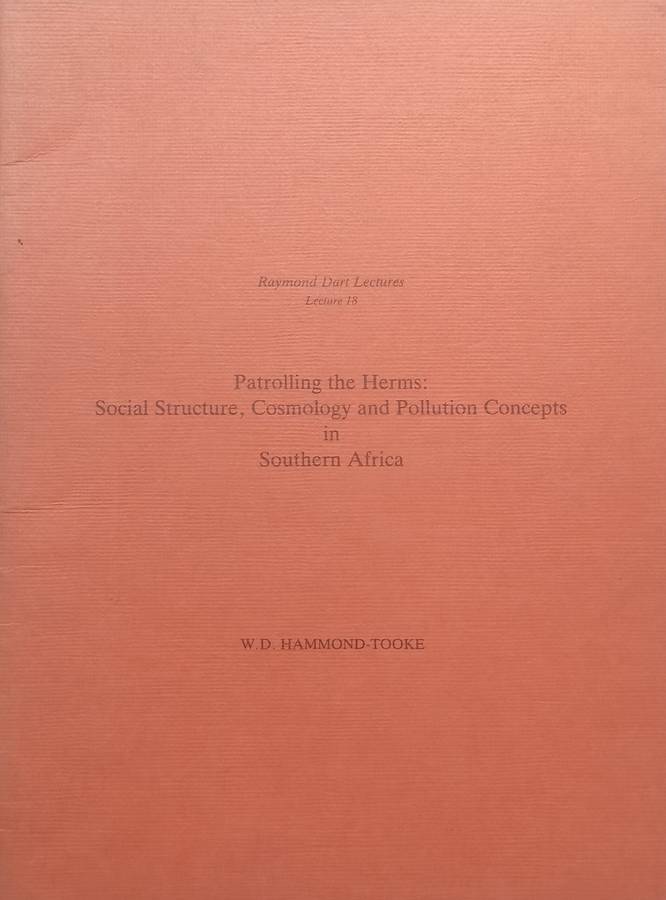 Raymond Dart Lectures
Lecture 18
Patrolling the Herms:
Social Structure, Cosmology and Pollution Concepts
in
Southern Africa
W.D. HAMMOND-TOOKE